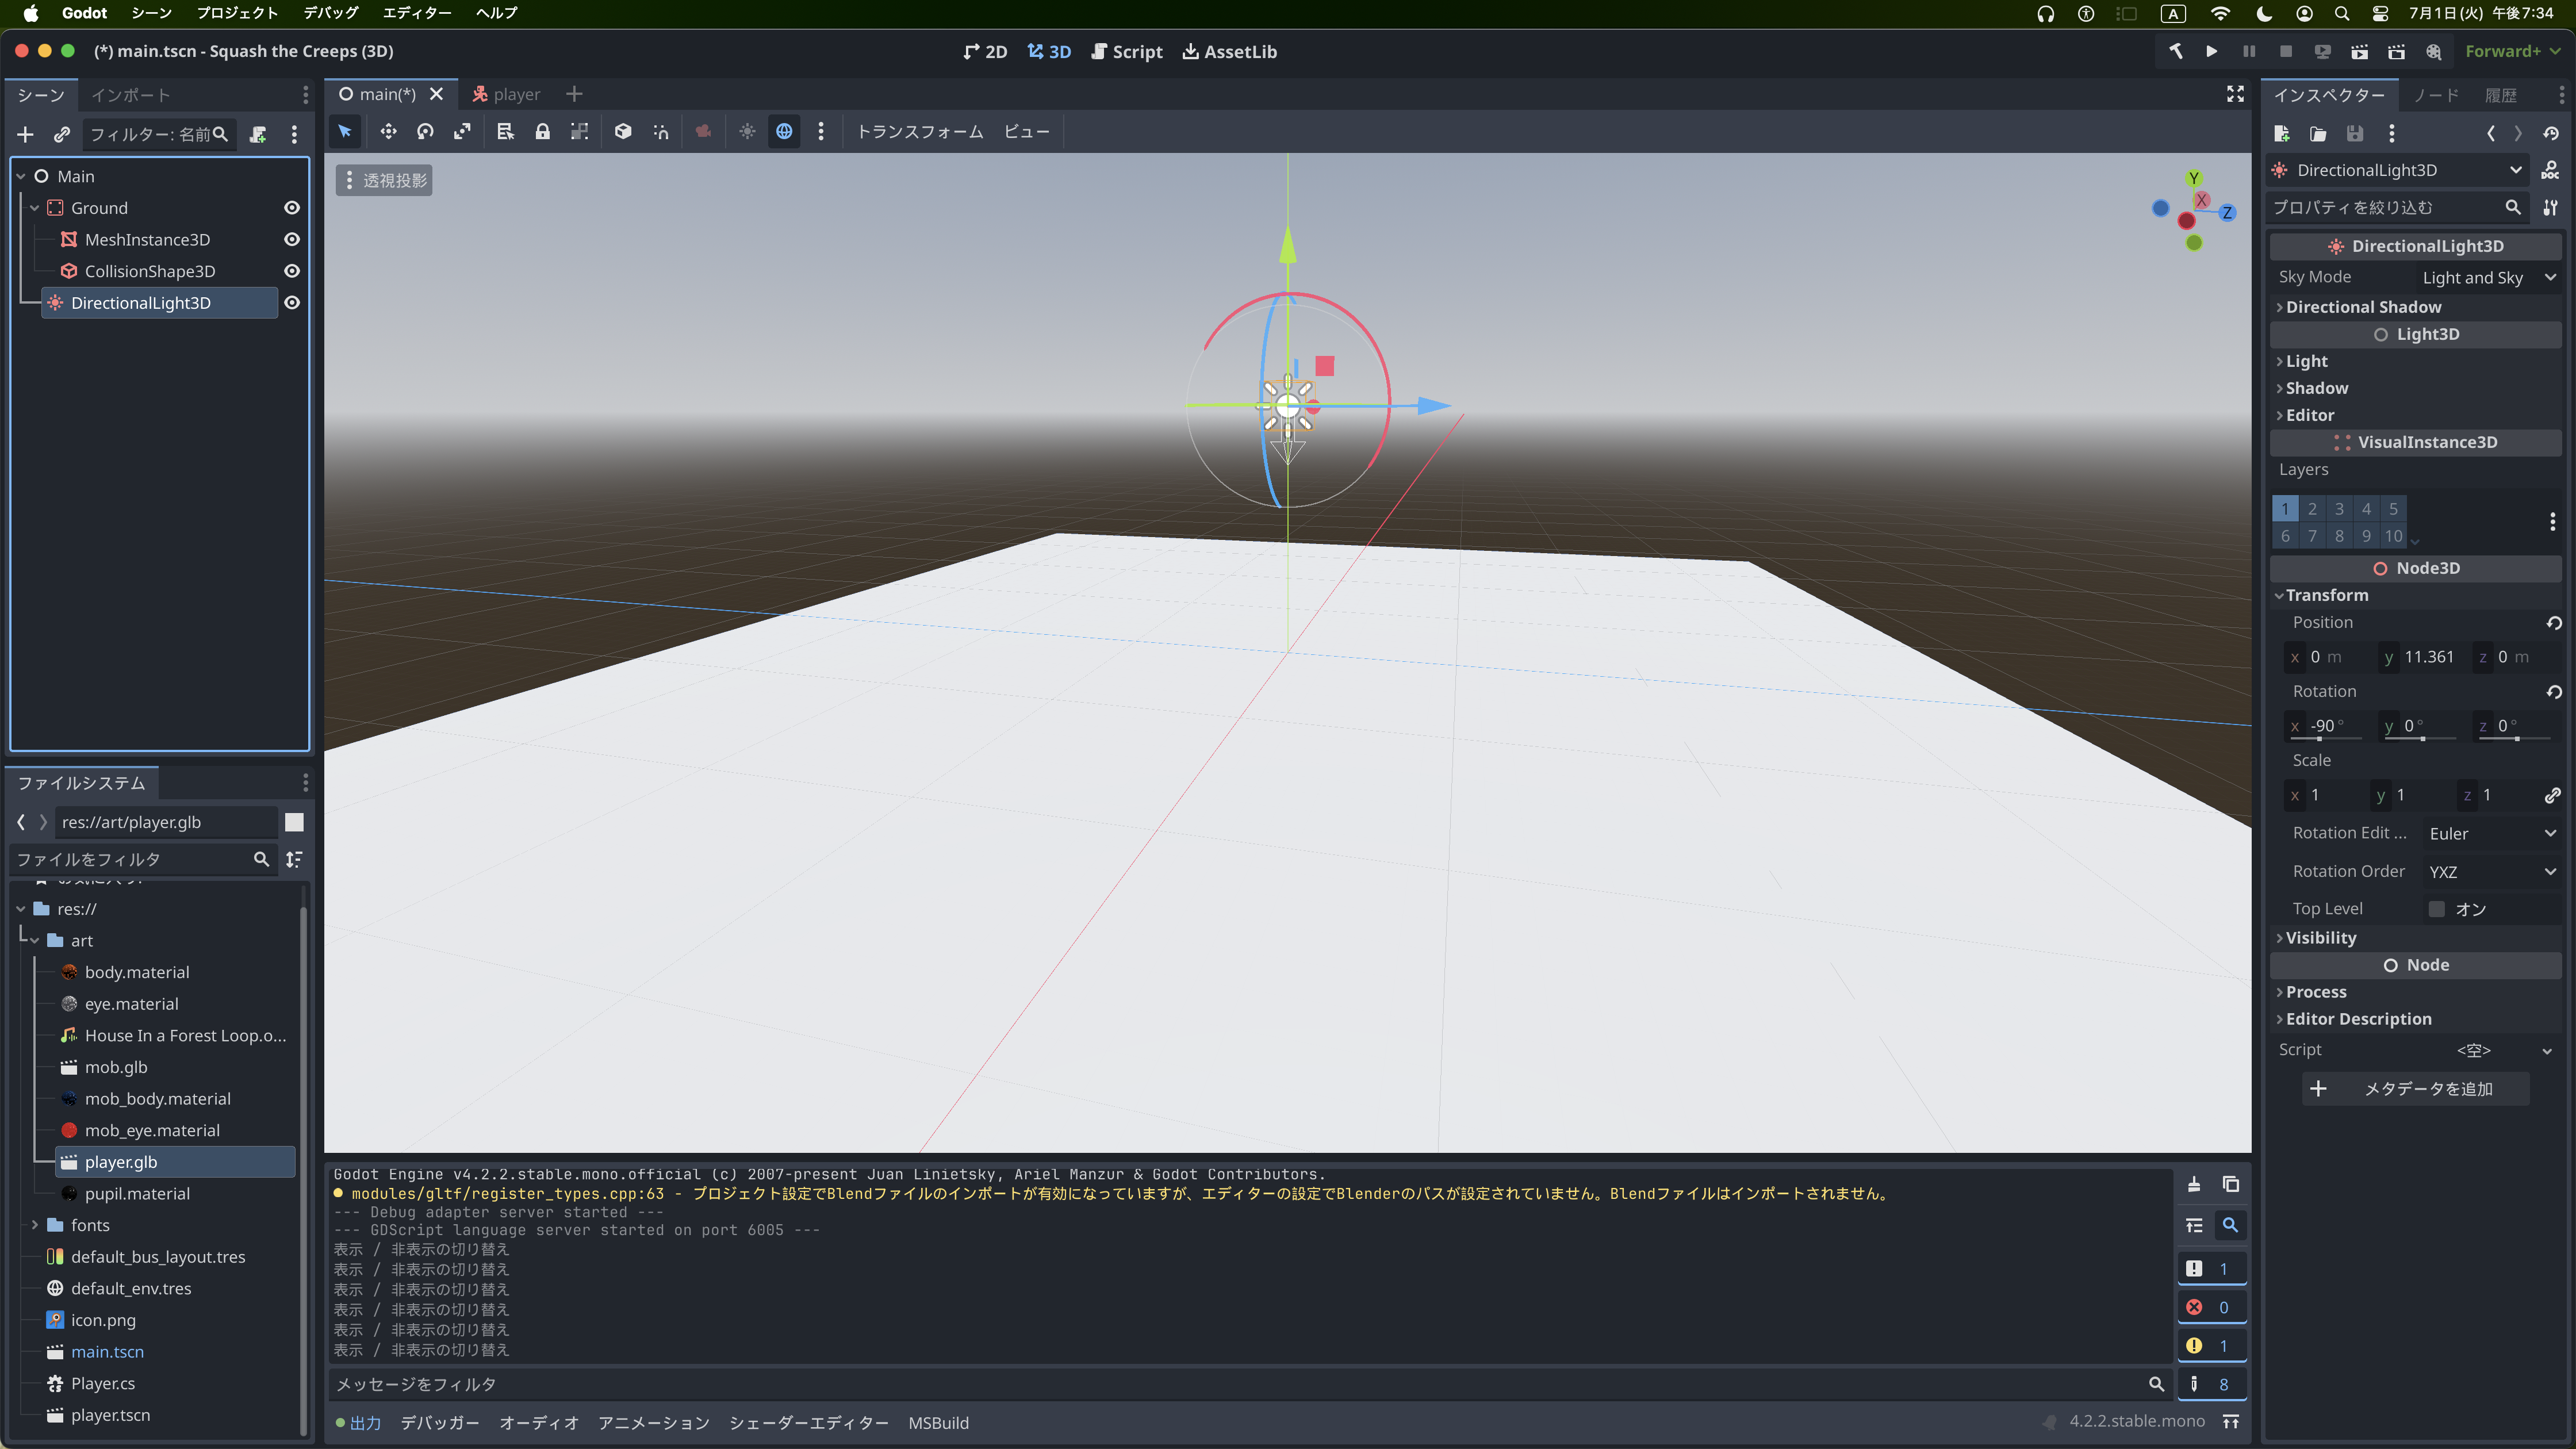 Godot シーン プロジェクト デバッグ エディター ヘルプ A 7月1日(火) 午後7:34
(*) main.tscn - Squash the Creeps (3D) 2D 3D Script AssetLib Forward+
シーン インポート
フィルター: 名前
Main
Ground
MeshInstance3D
CollisionShape3D
DirectionalLight3D
ファイルシステム
res://art/player.glb
ファイルをフィルタ
res://
art
body.material
eye.material
House In a Forest Loop.o...
mob.glb
mob_body.material
mob_eye.material
player.glb
pupil.material
fonts
default_bus_layout.tres
default_env.tres
icon.png
main.tscn
Player.cs
player.tscn
main(*) player
トランスフォーム ビュー
透視投影
Y
X
Z
Godot Engine v4.2.2.stable.mono.official (c) 2007-present Juan Linietsky, Ariel Manzur & Godot Contributors.
modules/gltf/register_types.cpp:63 - プロジェクト設定でBlendファイルのインポートが有効になっていますが、エディターの設定でBlenderのパスが設定されていません。Blendファイルはインポートされません。
--- Debug adapter server started ---
--- GDScript language server started on port 6005 ---
表示 / 非表示の切り替え
表示 / 非表示の切り替え
表示 / 非表示の切り替え
表示 / 非表示の切り替え
表示 / 非表示の切り替え
表示 / 非表示の切り替え
1
0
1
8
メッセージをフィルタ
出力 デバッガー オーディオ アニメーション シェーダーエディター MSBuild 4.2.2.stable.mono
インスペクター ノード 履歴
DirectionalLight3D DOC
プロパティを絞り込む
DirectionalLight3D
Sky Mode Light and Sky
Directional Shadow
Light3D
Light
Shadow
Editor
VisualInstance3D
Layers
1 2 3 4 5
6 7 8 9 10
Node3D
Transform
Position
x 0 m y 11.361 z 0 m
Rotation
x -90 ° y 0 ° z 0 °
Scale
x 1 y 1 z 1
Rotation Edit ... Euler
Rotation Order YXZ
Top Level オン
Visibility
Node
Process
Editor Description
Script <空>
メタデータを追加